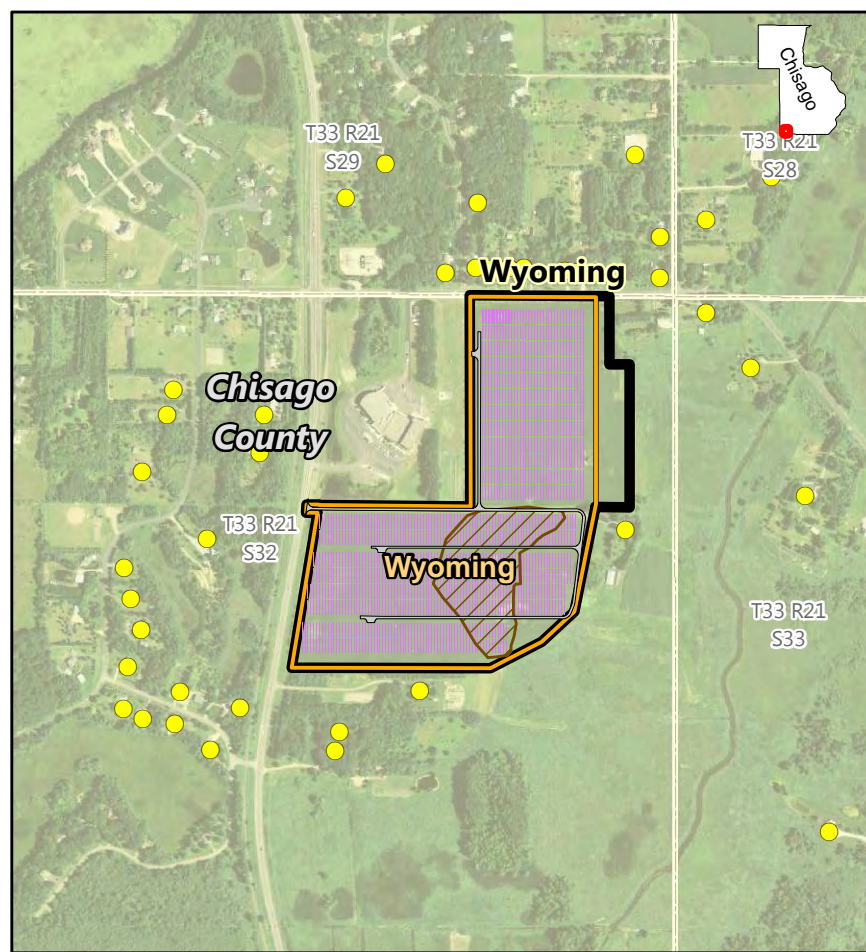 Chisago
T33 R21
S29
T33 R21
S28
Wyoming
Chisago
County
T33 R21
S32
Wyoming
T33 R21
S33